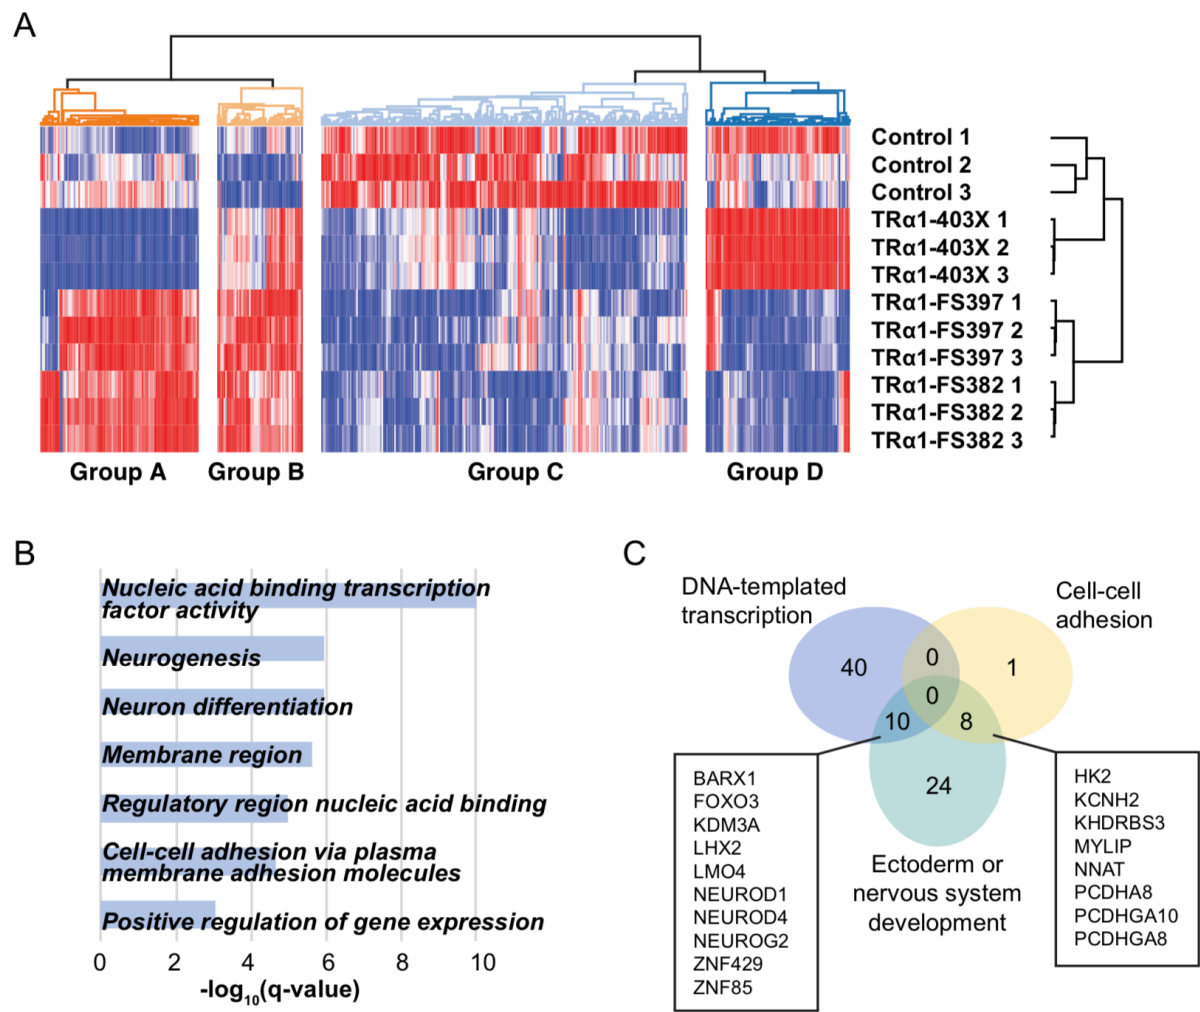 A
Control 1
Control 2
Control 3
TRα1-403X 1
TRα1-403X 2
TRα1-403X 3
TRα1-FS397 1
TRα1-FS397 2
TRα1-FS397 3
TRα1-FS382 1
TRα1-FS382 2
TRα1-FS382 3
Group A
Group B
Group C
Group D
B
Nucleic acid binding transcription
factor activity
Neurogenesis
Neuron differentiation
Membrane region
Regulatory region nucleic acid binding
Cell-cell adhesion via plasma
membrane adhesion molecules
Positive regulation of gene expression
0 2 4 6 8 10
-log10(q-value)
C
DNA-templated
transcription
Cell-cell
adhesion
40
0
1
0
10
8
24
Ectoderm or
nervous system
development
BARX1
FOXO3
KDM3A
LHX2
LMO4
NEUROD1
NEUROD4
NEUROG2
ZNF429
ZNF85
HK2
KCNH2
KHDRBS3
MYLIP
NNAT
PCDHA8
PCDHGA10
PCDHGA8